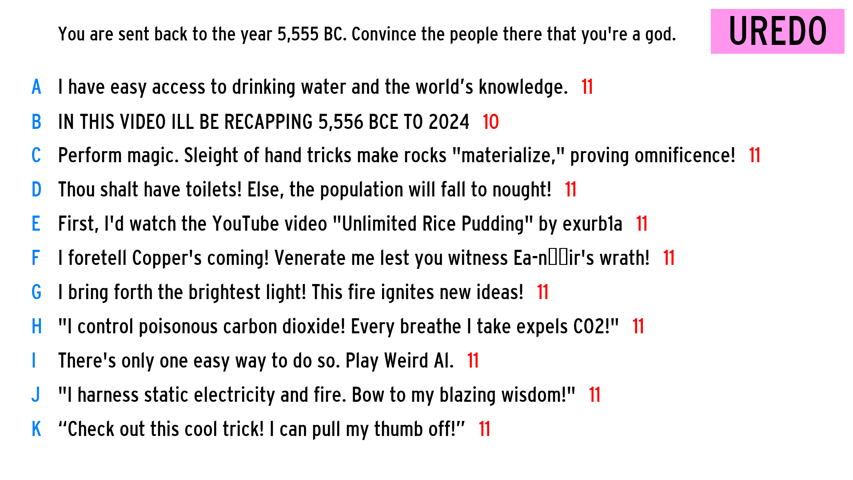 You are sent back to the year 5,555 BC. Convince the people there that you're a god.
UREDO
A I have easy access to drinking water and the world’s knowledge. 11
B IN THIS VIDEO ILL BE RECAPPING 5,556 BCE TO 2024 10
C Perform magic. Sleight of hand tricks make rocks "materialize," proving omnificence! 11
D Thou shalt have toilets! Else, the population will fall to nought! 11
E First, I'd watch the YouTube video "Unlimited Rice Pudding" by exurb1a 11
F I foretell Copper's coming! Venerate me lest you witness Ea-n▯▯ir's wrath! 11
G I bring forth the brightest light! This fire ignites new ideas! 11
H "I control poisonous carbon dioxide! Every breathe I take expels CO2!" 11
I There's only one easy way to do so. Play Weird Al. 11
J "I harness static electricity and fire. Bow to my blazing wisdom!" 11
K “Check out this cool trick! I can pull my thumb off!” 11